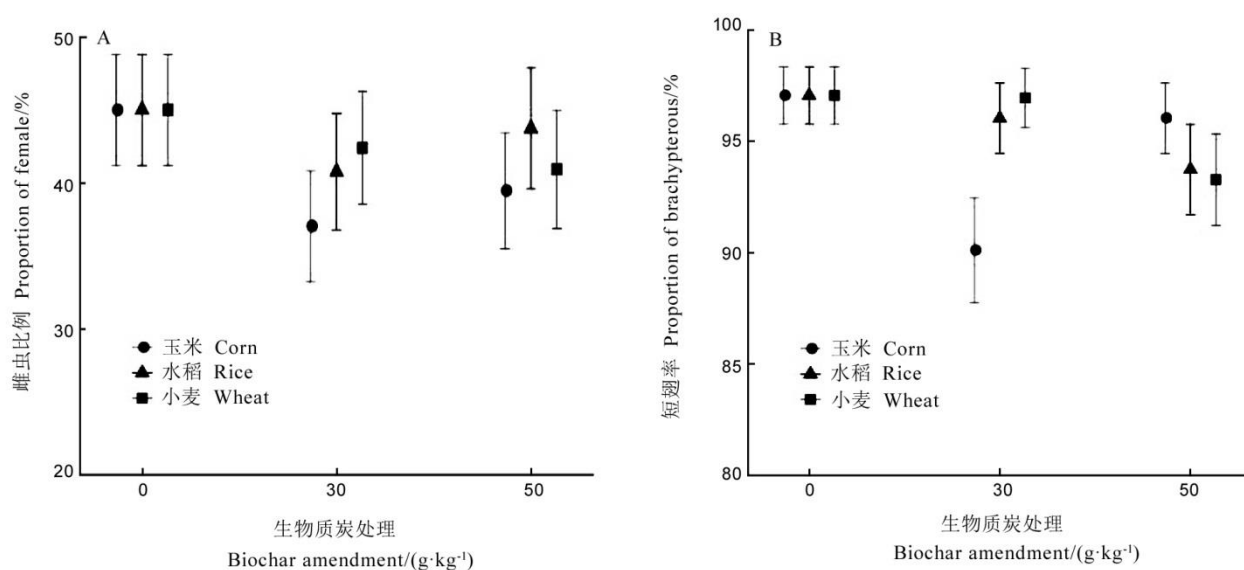 A
雌虫比例 Proportion of female/%
50
40
30
20
玉米 Corn
水稻 Rice
小麦 Wheat
0
30
50
生物质炭处理
Biochar amendment/(g·kg⁻¹)
B
短翅率 Proportion of brachypterous/%
100
95
90
85
80
玉米 Corn
水稻 Rice
小麦 Wheat
0
30
50
生物质炭处理
Biochar amendment/(g·kg⁻¹)